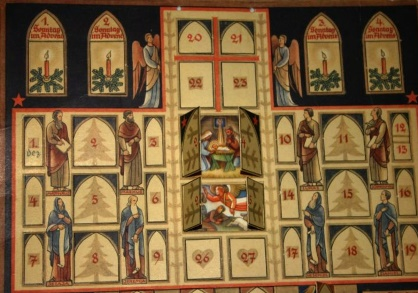 1.
Sonntag
im Advent
2.
Sonntag
im Advent
3.
Sonntag
im Advent
4.
Sonntag
im Advent
20 21
22 23
1 2 3 10 11 12
13
4 5 6 14 15 16
7 8 9 17 18 19
26 27